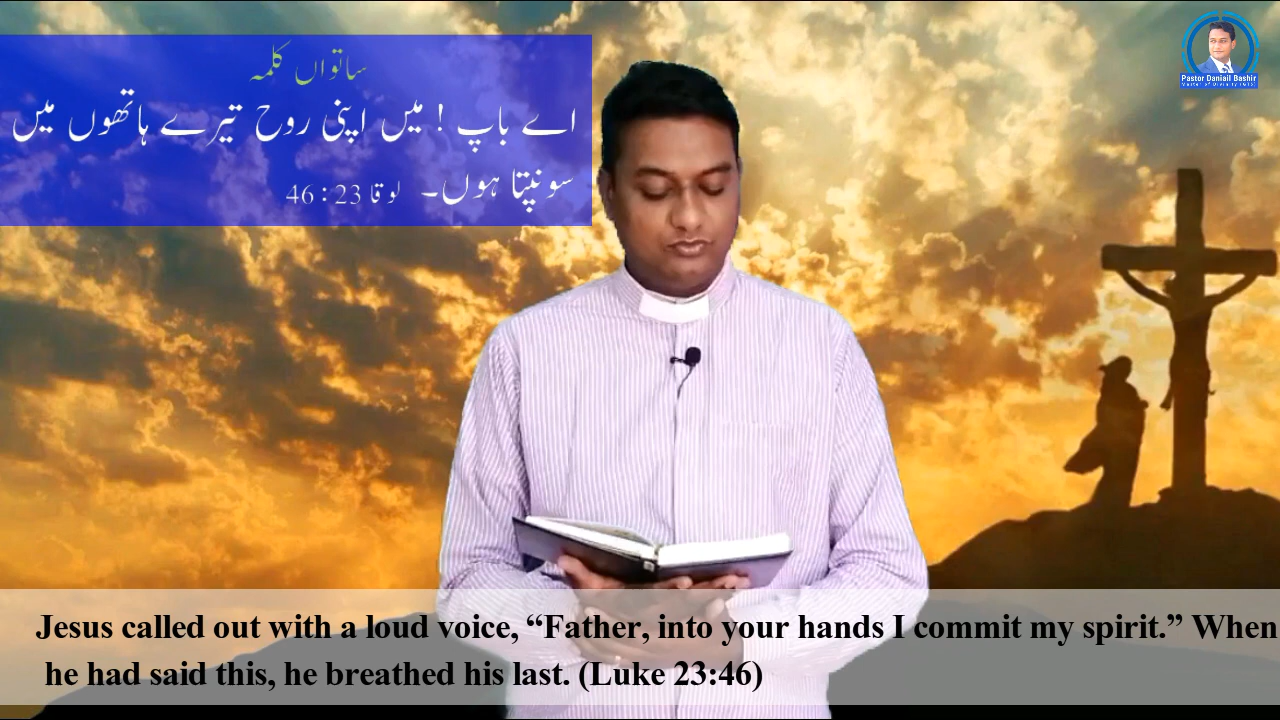 ساتواں کلمہ
اے باپ ! میں اپنی روح تیرے ہاتھوں میں
سونپتا ہوں۔ لوقا 23 : 46
Pastor Daniail Bashir
Jesus called out with a loud voice, “Father, into your hands I commit my spirit.” When
he had said this, he breathed his last. (Luke 23:46)